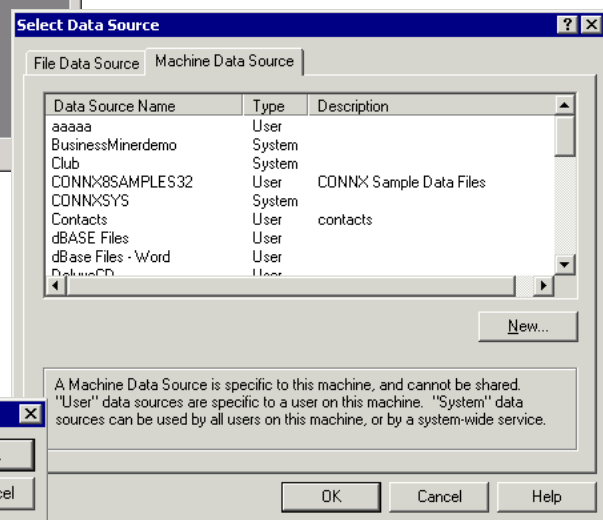 Select Data Source
File Data Source Machine Data Source
Data Source Name Type Description
aaaaa User
BusinessMinerdemo System
Club System
CONNX8SAMPLES32 User CONNX Sample Data Files
CONNXSYS System
Contacts User contacts
dBASE Files User
dBase Files - Word User
New...
A Machine Data Source is specific to this machine, and cannot be shared.
"User" data sources are specific to a user on this machine. "System" data
sources can be used by all users on this machine, or by a system-wide service.
OK Cancel Help